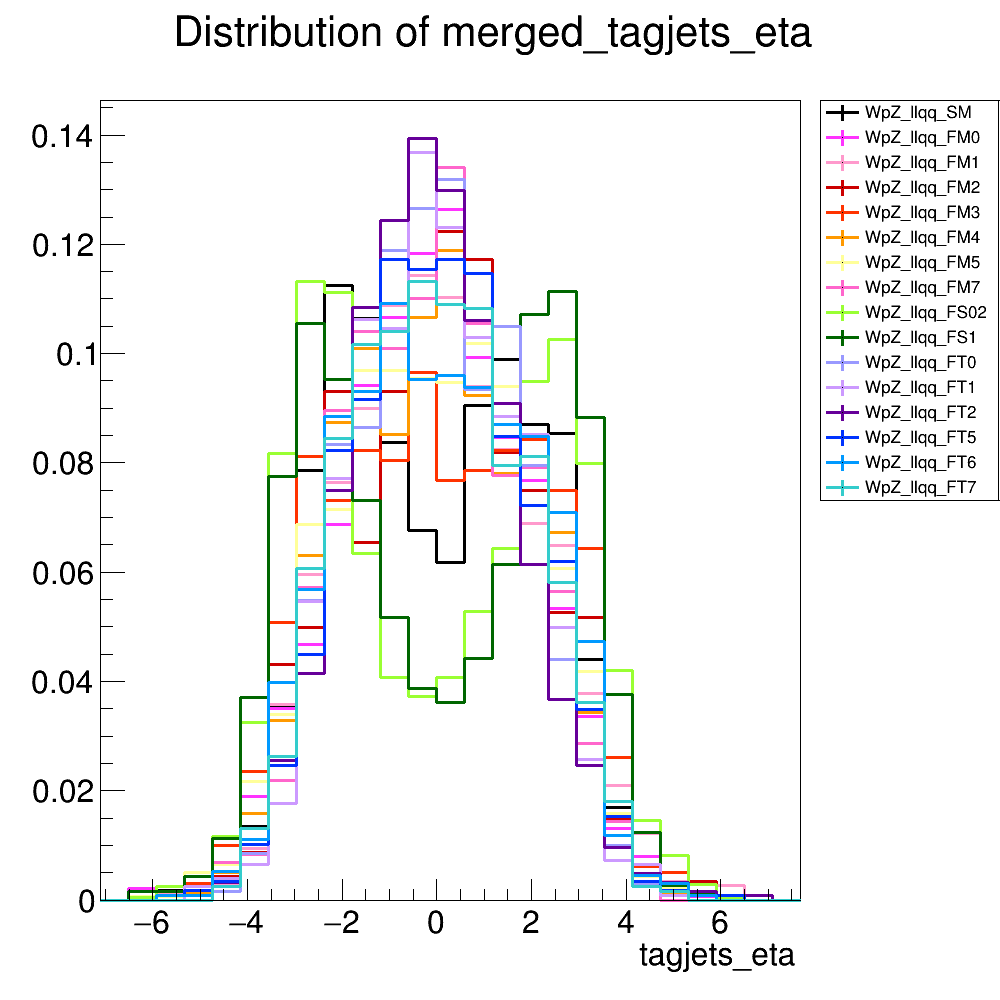 Distribution of merged_tagjets_eta
0.14
0.12
0.1
0.08
0.06
0.04
0.02
0
−6
−4
−2
0
2
4
6
tagjets_eta
WpZ_llqq_SM
WpZ_llqq_FM0
WpZ_llqq_FM1
WpZ_llqq_FM2
WpZ_llqq_FM3
WpZ_llqq_FM4
WpZ_llqq_FM5
WpZ_llqq_FM7
WpZ_llqq_FS02
WpZ_llqq_FS1
WpZ_llqq_FT0
WpZ_llqq_FT1
WpZ_llqq_FT2
WpZ_llqq_FT5
WpZ_llqq_FT6
WpZ_llqq_FT7